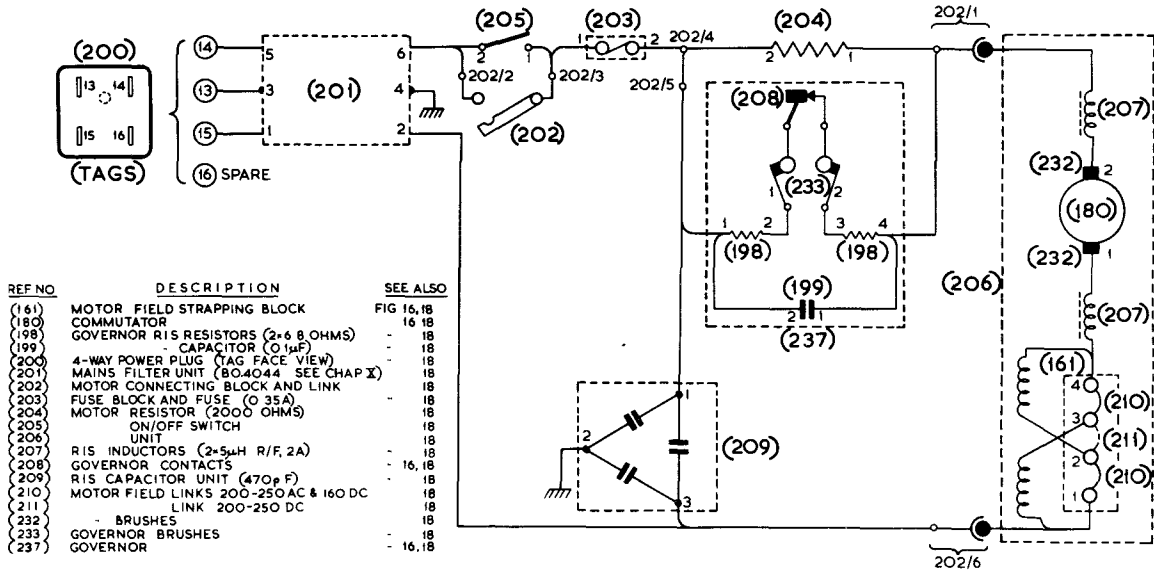 (200)
13 14
15 16
(TAGS)
14
13
15
16 SPARE
5 6
3 (201) 4
1 2
(205)
2 1
202/2 202/3
(202)
(203)
1 2
202/4
202/5
(204)
2 1
202/1
(208)
(233)
1 2
1 2 3 4
(198) (198)
(199)
2 1
(237)
(206)
(207)
(232) 2
(180)
(232) 1
(207)
(161)
4 (210)
3 (211)
2 (210)
1
1
2 (209)
3
202/6
REF NO DESCRIPTION SEE ALSO
(161) MOTOR FIELD STRAPPING BLOCK FIG 16,18
(180) COMMUTATOR 16 18
(198) GOVERNOR RIS RESISTORS (2×6 8 OHMS) - 18
(199) - CAPACITOR (0 1µF) - 18
(200) 4-WAY POWER PLUG (TAG FACE VIEW) - 18
(201) MAINS FILTER UNIT (BO.4044 SEE CHAP X) 18
(202) MOTOR CONNECTING BLOCK AND LINK 18
(203) FUSE BLOCK AND FUSE (0 35A) - 18
(204) MOTOR RESISTOR (2000 OHMS) 18
(205) ON/OFF SWITCH 18
(206) UNIT 18
(207) RIS INDUCTORS (2×5µH R/F, 2A) - 18
(208) GOVERNOR CONTACTS - 16,18
(209) RIS CAPACITOR UNIT (470pF) - 18
(210) MOTOR FIELD LINKS 200-250 AC & 160 DC 18
(211) LINK 200-250 DC 18
(232) - BRUSHES 18
(233) GOVERNOR BRUSHES - 18
(237) GOVERNOR - 16,18